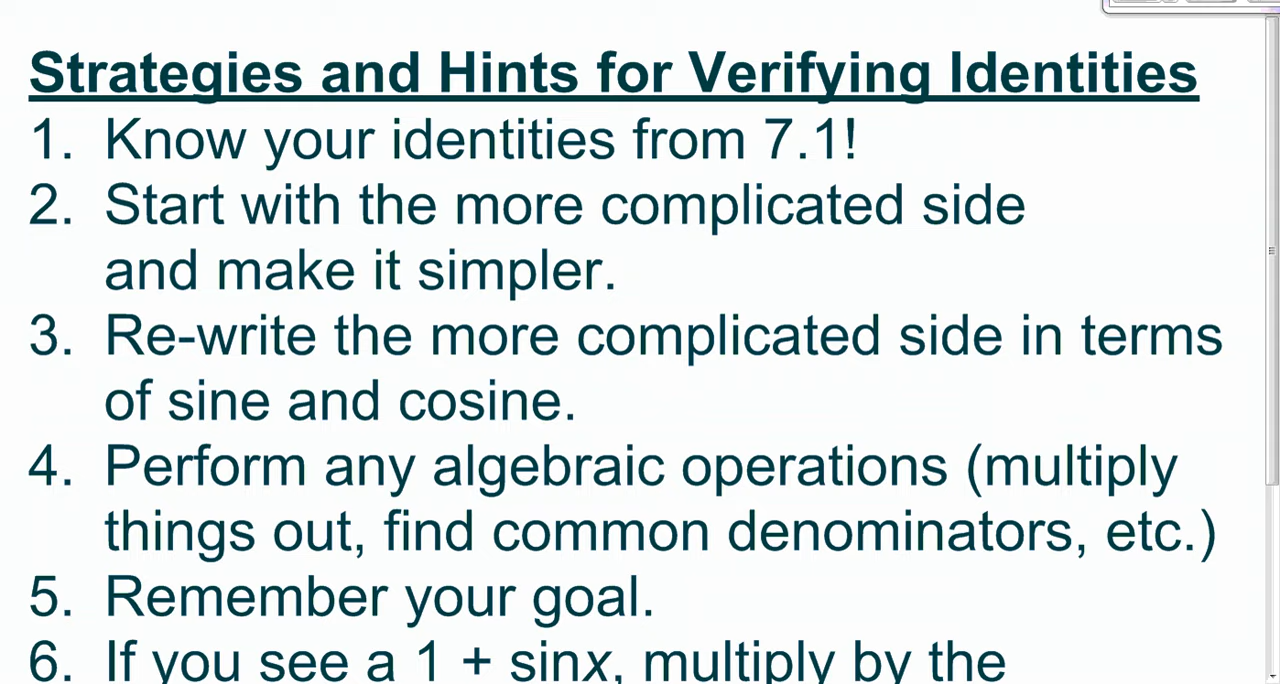 Strategies and Hints for Verifying Identities
1. Know your identities from 7.1!
2. Start with the more complicated side
and make it simpler.
3. Re-write the more complicated side in terms
of sine and cosine.
4. Perform any algebraic operations (multiply
things out, find common denominators, etc.)
5. Remember your goal.
6. If you see a 1 + sinx, multiply by the